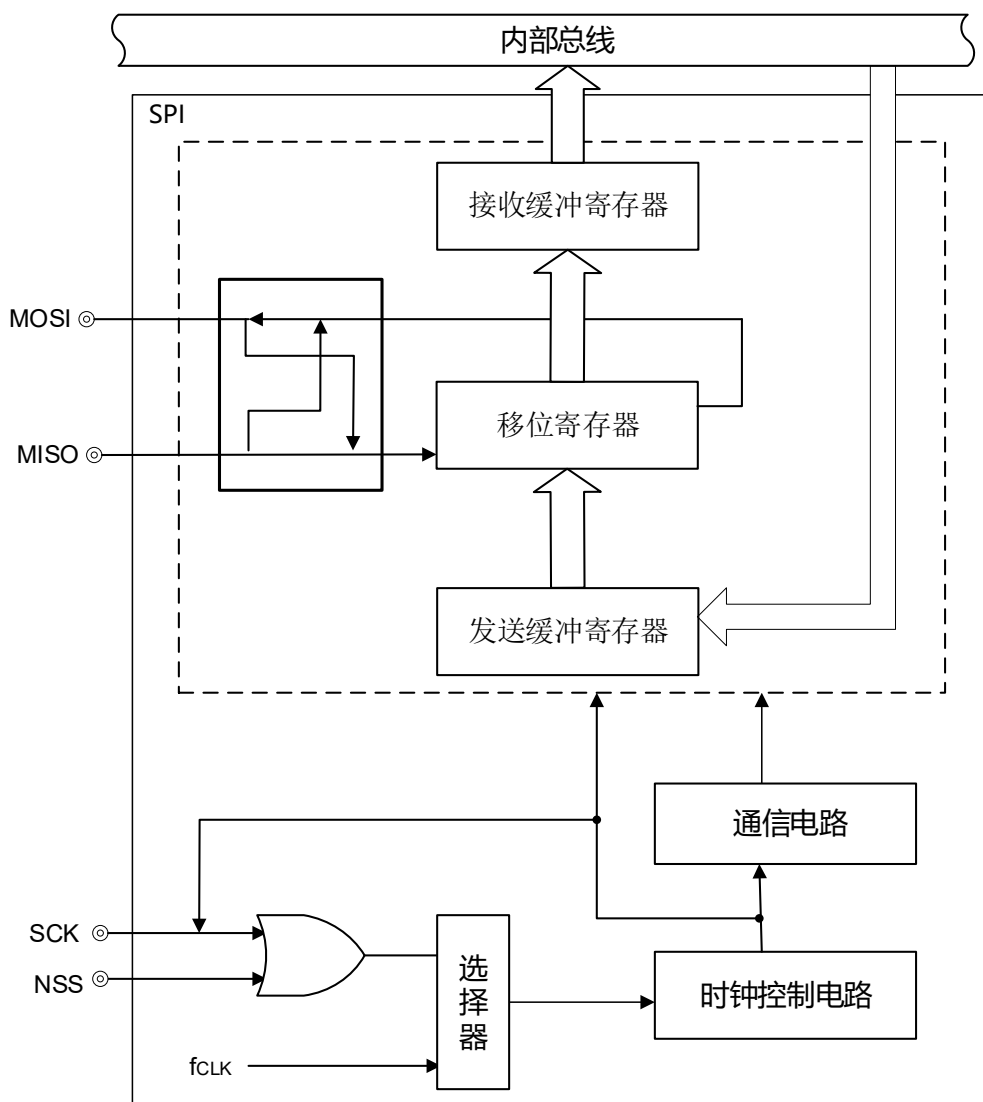 内部总线
SPI
接收缓冲寄存器
MOSI
移位寄存器
MISO
发送缓冲寄存器
通信电路
SCK
NSS
选择器
时钟控制电路
fCLK